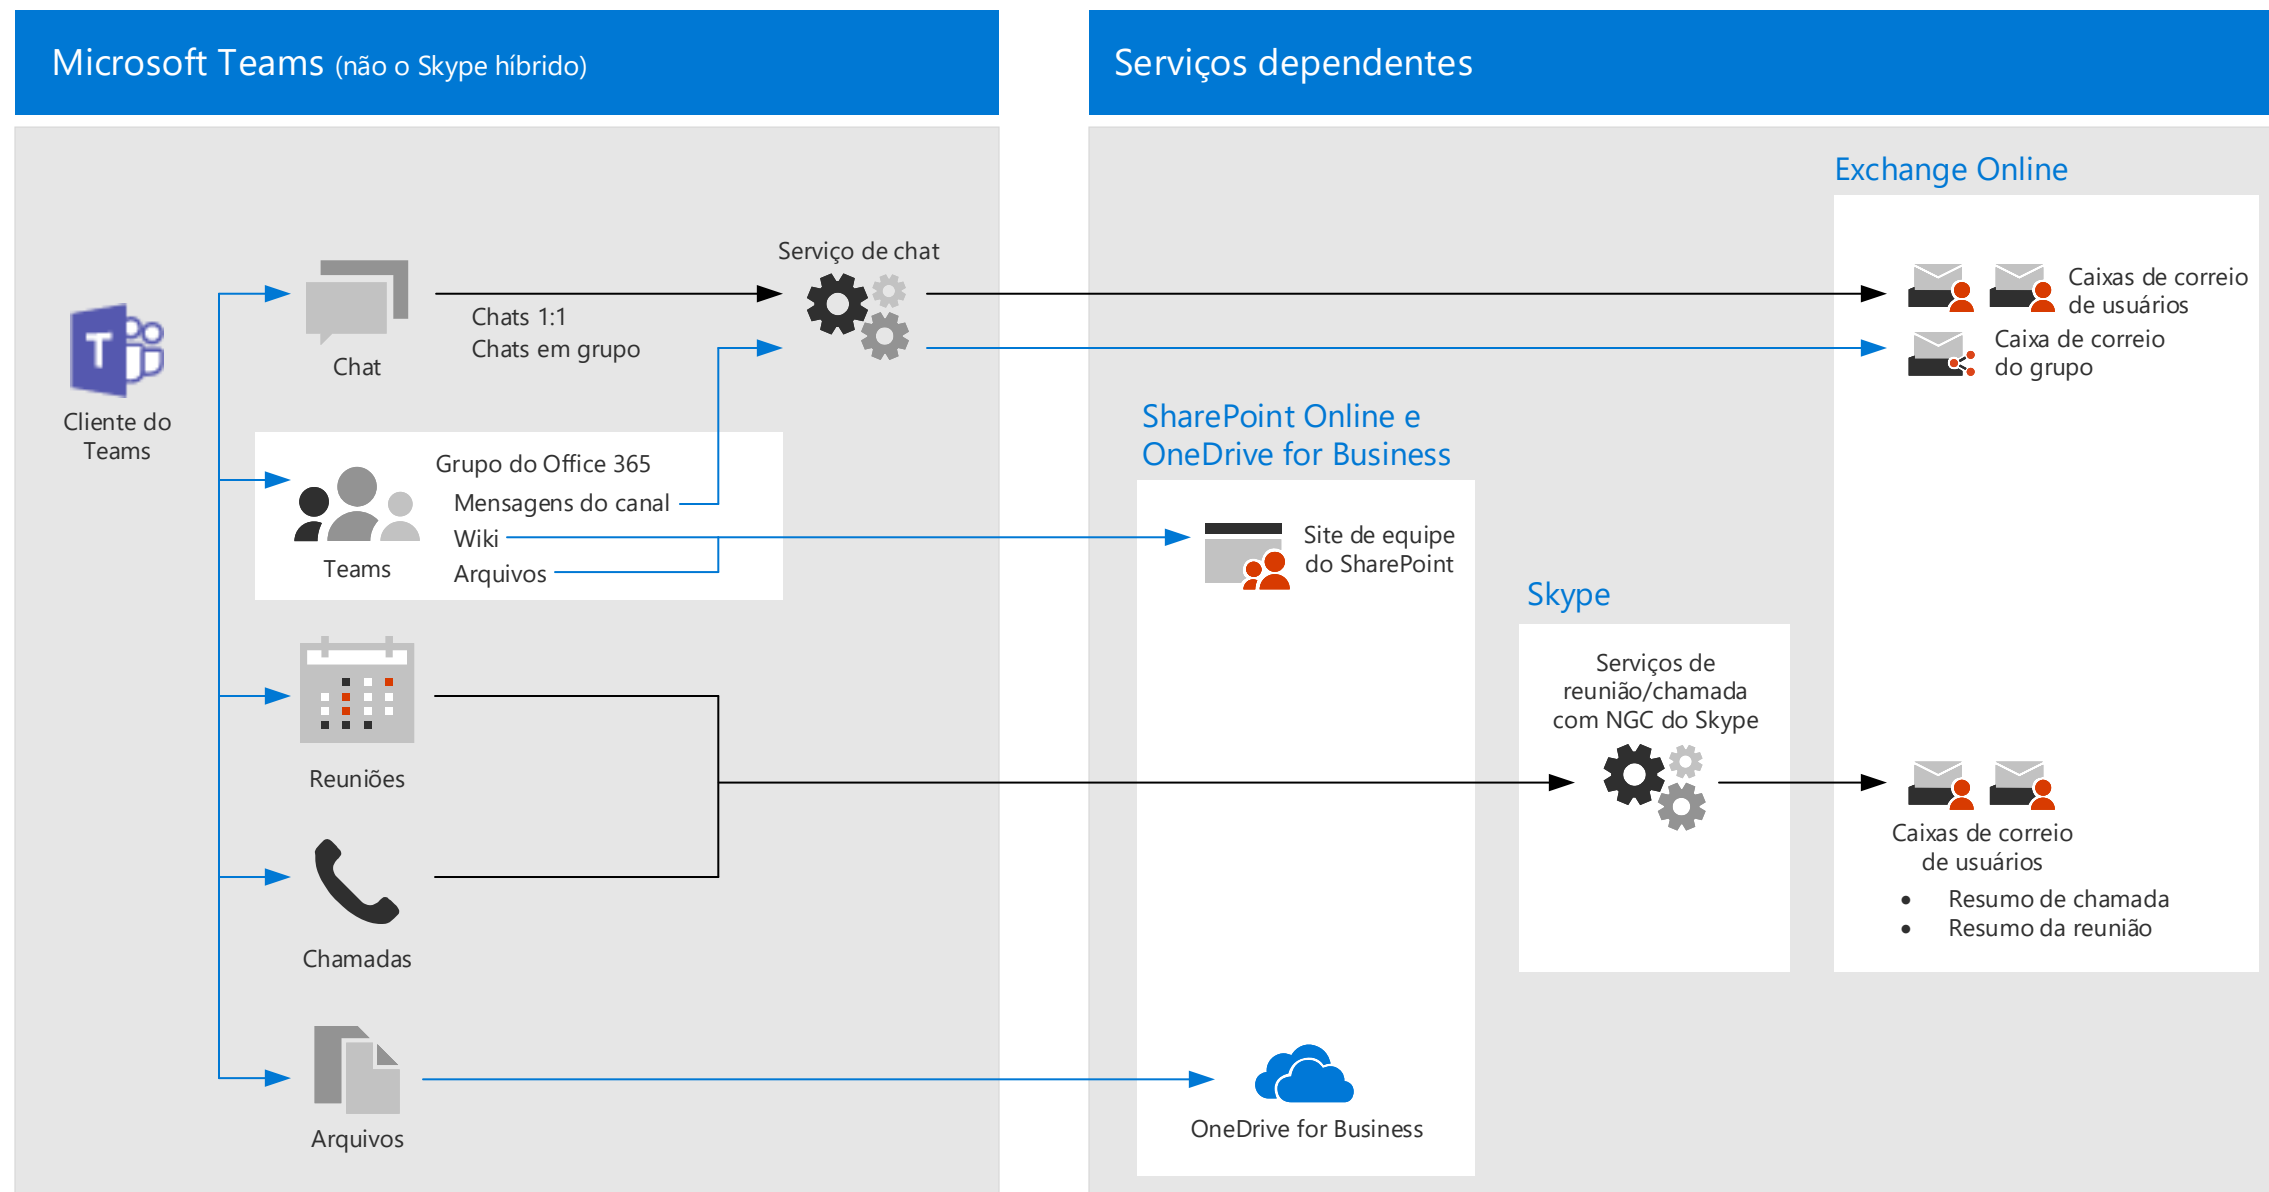 Microsoft Teams (não o Skype híbrido)
Serviços dependentes
T
Cliente do
Teams
Chat
Chats 1:1
Chats em grupo
Serviço de chat
Grupo do Office 365
Mensagens do canal
Wiki
Arquivos
Teams
Reuniões
Chamadas
Arquivos
SharePoint Online e
OneDrive for Business
Site de equipe
do SharePoint
OneDrive for Business
Skype
Serviços de
reunião/chamada
com NGC do Skype
Exchange Online
Caixas de correio
de usuários
Caixa de correio
do grupo
Caixas de correio
de usuários
• Resumo de chamada
• Resumo da reunião